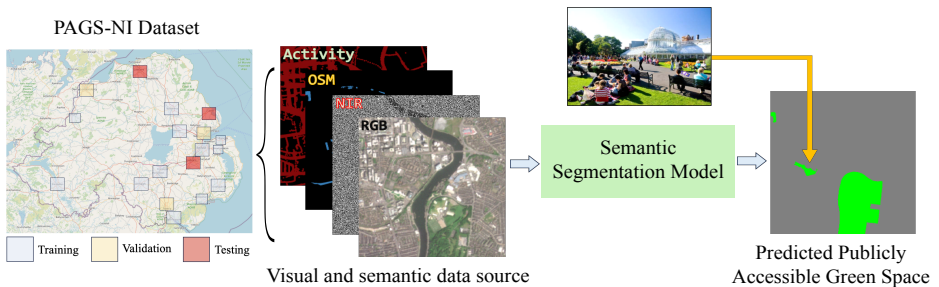 PAGS-NI Dataset
Activity
OSM
NIR
RGB
Semantic
Segmentation Model
Training
Validation
Testing
Visual and semantic data source
Predicted Publicly
Accessible Green Space